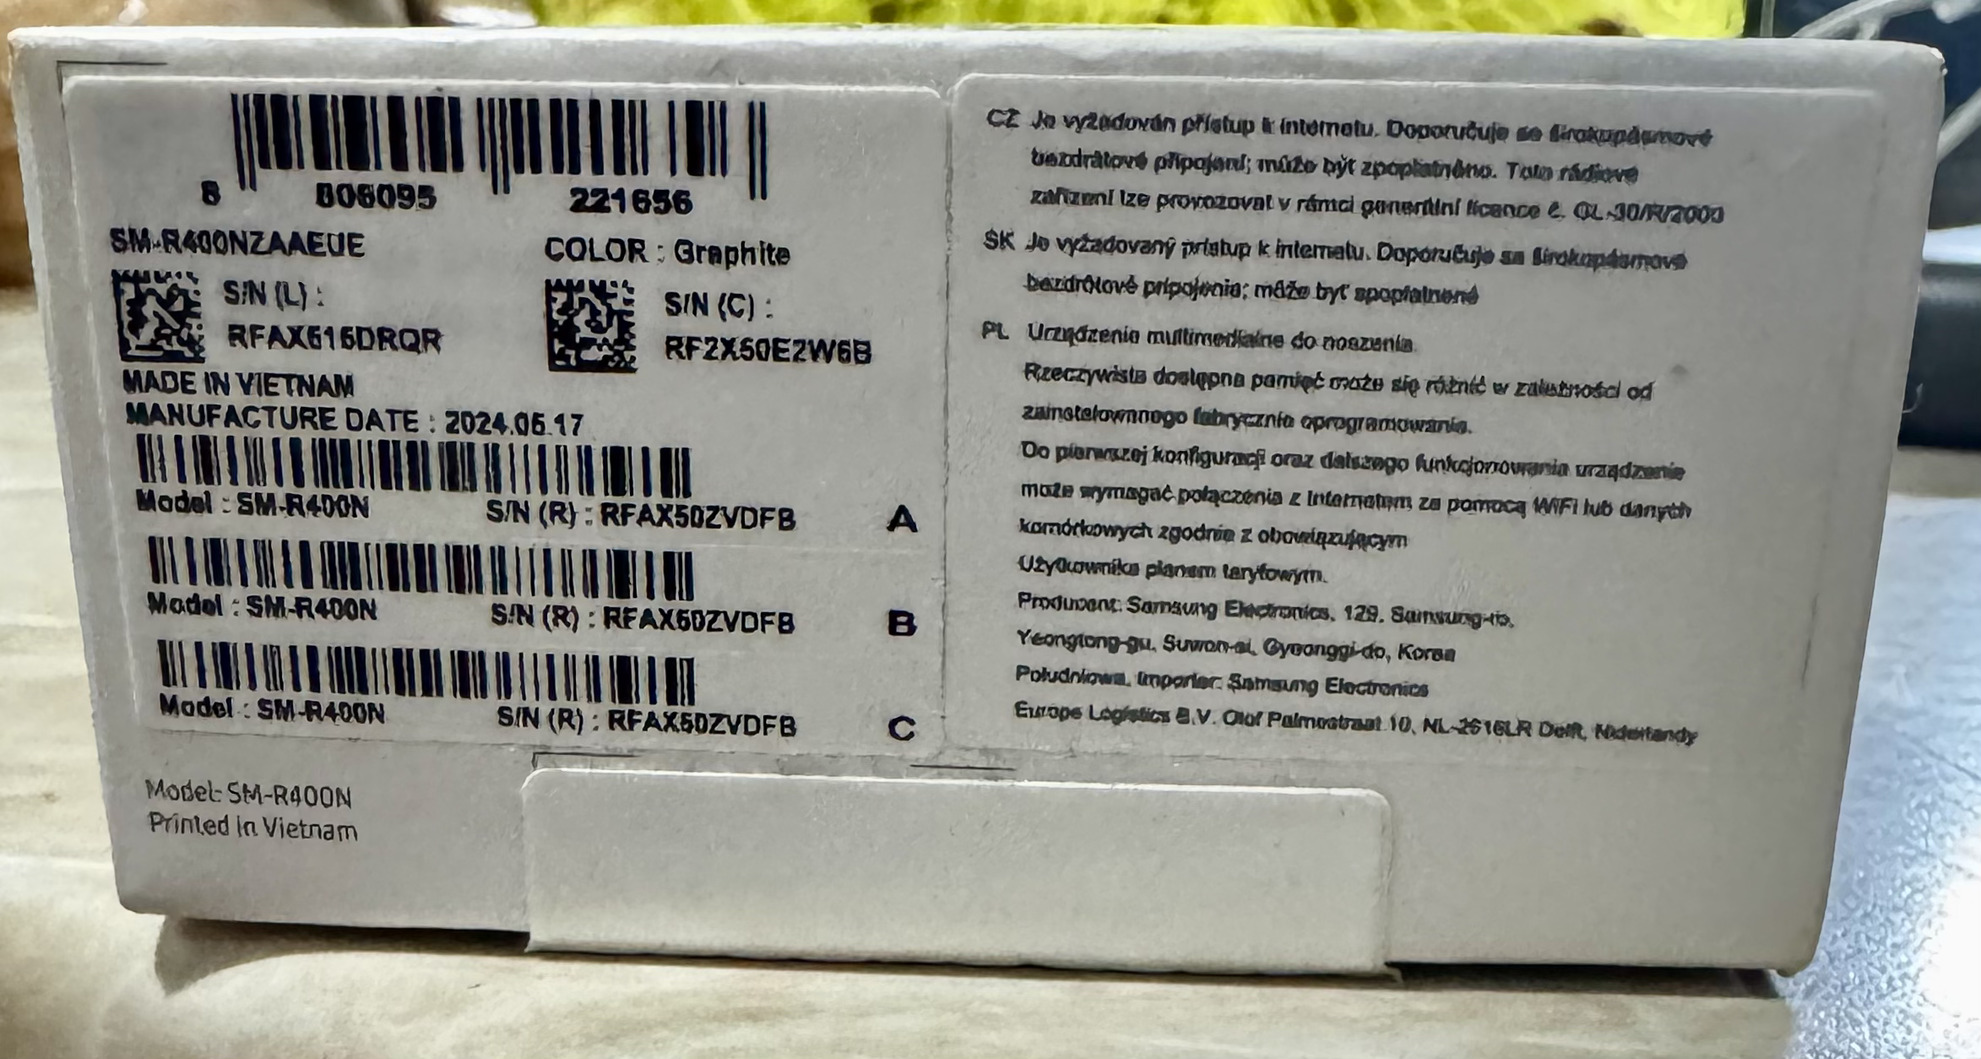 8 806095 221656
SM-R400NZAAEUE COLOR : Graphite
S/N (L) : S/N (C) :
RFAX616DRQR RF2X50E2W6B
MADE IN VIETNAM
MANUFACTURE DATE : 2024.06.17
Model : SM-R400N S/N (R) : RFAX50ZVDFB A
Model : SM-R400N S/N (R) : RFAX60ZVDFB B
Model : SM-R400N S/N (R) : RFAX60ZVDFB C
Model: SM-R400N
Printed in Vietnam
CZ Je vyžadován přístup k internetu. Doporučuje se širokopásmové
bezdrátové připojení; může být zpoplatněno. Toto rádiové
zařízení lze provozovat v rámci generální licence č. GL-30/R/2000
SK Je vyžadovaný prístup k internetu. Doporučuje sa širokopásmové
bezdrôtové pripojenie; môže byť spoplatnené
PL Urządzenie multimedialne do noszenia
Rzeczywista dostępna pamięć może się różnić w zależności od
zainstalowanego fabrycznie oprogramowania.
Do pierwszej konfiguracji oraz dalszego funkcjonowania urządzenie
może wymagać połączenia z Internetem za pomocą WiFi lub danych
komórkowych zgodnie z obowiązującym
Użytkownika planem taryfowym.
Producent: Samsung Electronics, 129, Samsung-ro,
Yeongtong-gu, Suwon-si, Gyeonggi-do, Korea
Południowa, Importer: Samsung Electronics
Europe Logistics B.V. Olof Palmestraat 10, NL-2616LR Delft, Niderlandy